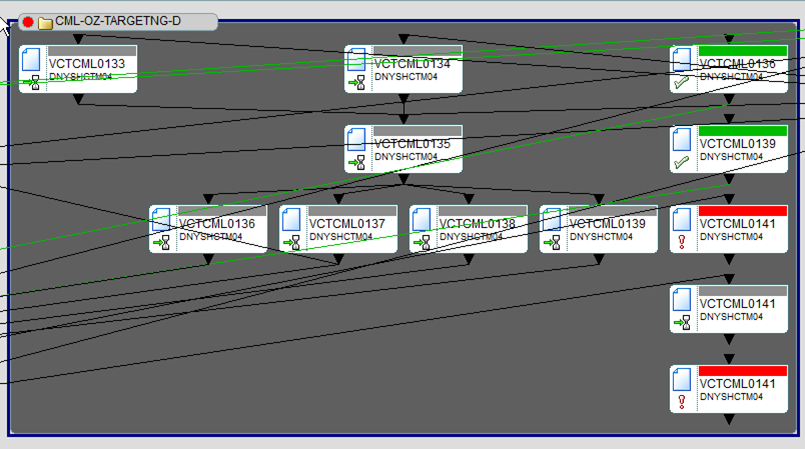 CML-OZ-TARGETNG-D
VCTCML0133
DNYSHCTM04
VCTCML0134
DNYSHCTM04
VCTCML0136
DNYSHCTM04
VCTCML0135
DNYSHCTM04
VCTCML0139
DNYSHCTM04
VCTCML0136
DNYSHCTM04
VCTCML0137
DNYSHCTM04
VCTCML0138
DNYSHCTM04
VCTCML0139
DNYSHCTM04
VCTCML0141
DNYSHCTM04
VCTCML0141
DNYSHCTM04
VCTCML0141
DNYSHCTM04